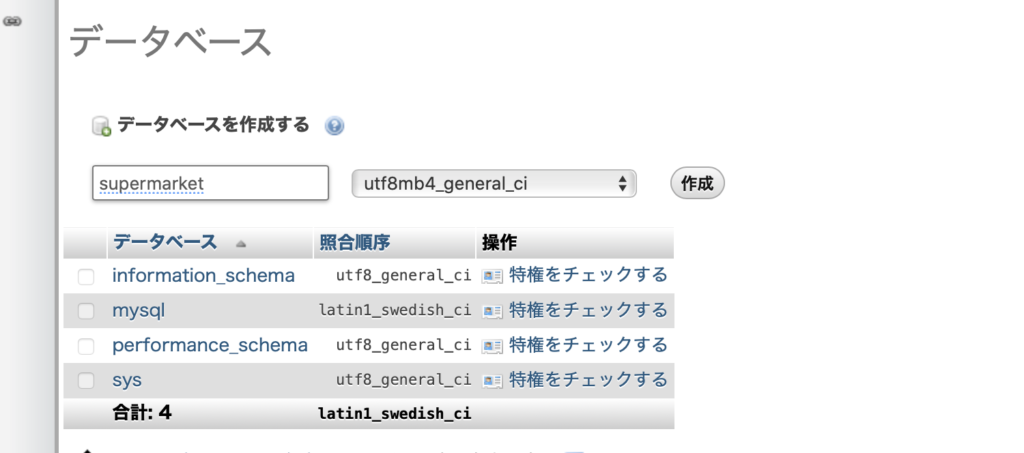 データベース
データベースを作成する
supermarket utf8mb4_general_ci 作成
データベース 照合順序 操作
information_schema utf8_general_ci 特権をチェックする
mysql latin1_swedish_ci 特権をチェックする
performance_schema utf8_general_ci 特権をチェックする
sys utf8_general_ci 特権をチェックする
合計: 4 latin1_swedish_ci